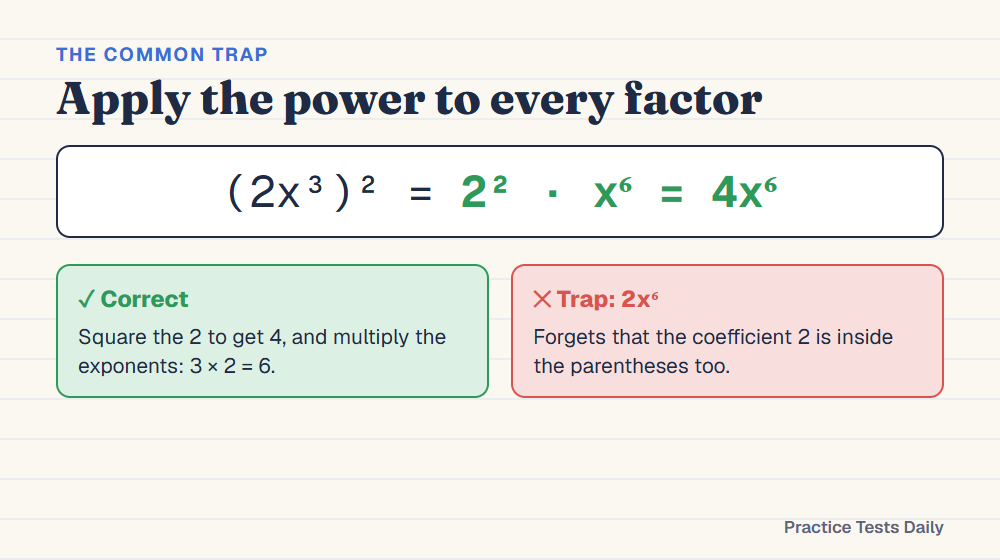 THE COMMON TRAP
Apply the power to every factor
(2x³)² = 2² · x⁶ = 4x⁶
✓ Correct
Square the 2 to get 4, and multiply the
exponents: 3 × 2 = 6.
✕ Trap: 2x⁶
Forgets that the coefficient 2 is inside
the parentheses too.
Practice Tests Daily